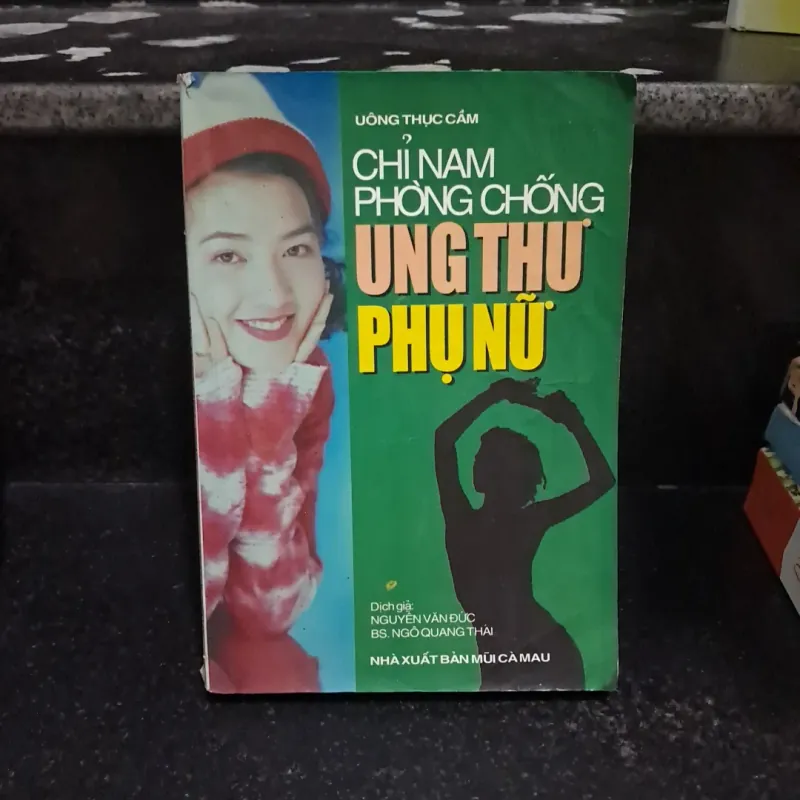 UÔNG THỤC CẦM
CHỈ NAM
PHÒNG CHỐNG
UNG THƯ
PHỤ NỮ
Dịch giả:
NGUYỄN VĂN ĐỨC
BS. NGÔ QUANG THÁI
NHÀ XUẤT BẢN MŨI CÀ MAU